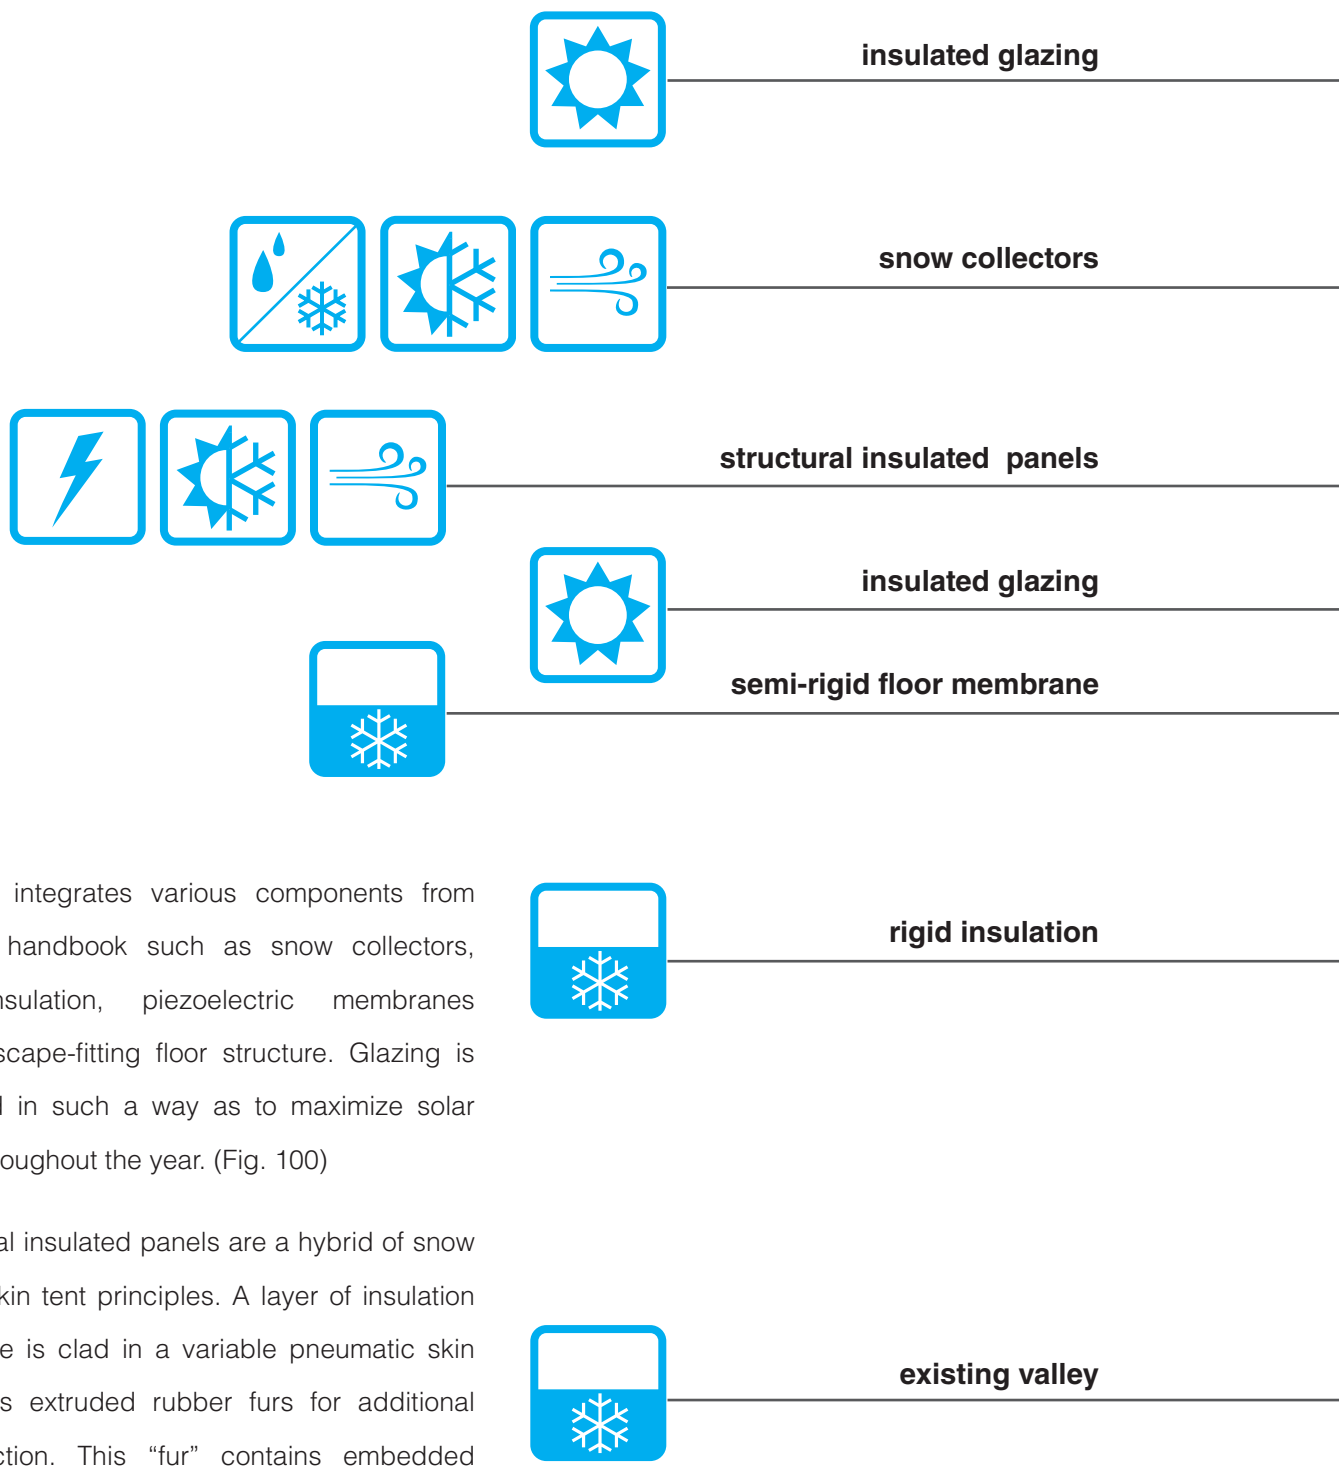 insulated glazing
snow collectors
structural insulated panels
insulated glazing
semi-rigid floor membrane
integrates various components from
handbook such as snow collectors,
nsulation, piezoelectric membranes
scape-fitting floor structure. Glazing is
in such a way as to maximize solar
oughout the year. (Fig. 100)
al insulated panels are a hybrid of snow
kin tent principles. A layer of insulation
e is clad in a variable pneumatic skin
s extruded rubber furs for additional
ction. This “fur” contains embedded
rigid insulation
existing valley